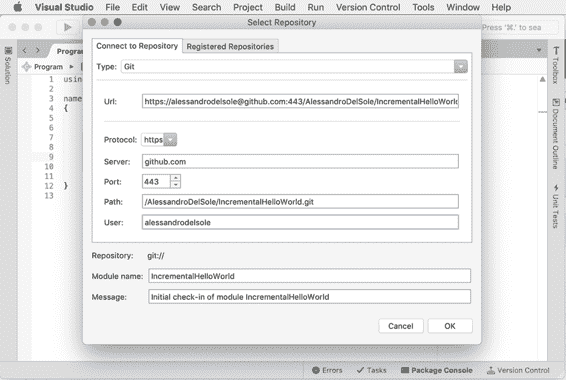 Visual Studio File Edit View Search Project Build Run Version Control Tools Window Help
Select Repository
Press '⌘.' to sea
Connect to Repository Registered Repositories
Solution
Progra
Type: Git
Program
Toolbox
1 usin
2
Url: https://alessandrodelsole@github.com:443/AlessandroDelSole/IncrementalHelloWorld
3 name
4 {
5
6
Protocol: https
7
8
Server: github.com
9
10
Port: 443
11
12 }
Path: /AlessandroDelSole/IncrementalHelloWorld.git
13
User: alessandrodelsole
Document Outline
Unit Tests
Repository: git://
Module name: IncrementalHelloWorld
Message: Initial check-in of module IncrementalHelloWorld
Cancel OK
Errors Tasks Package Console Version Control